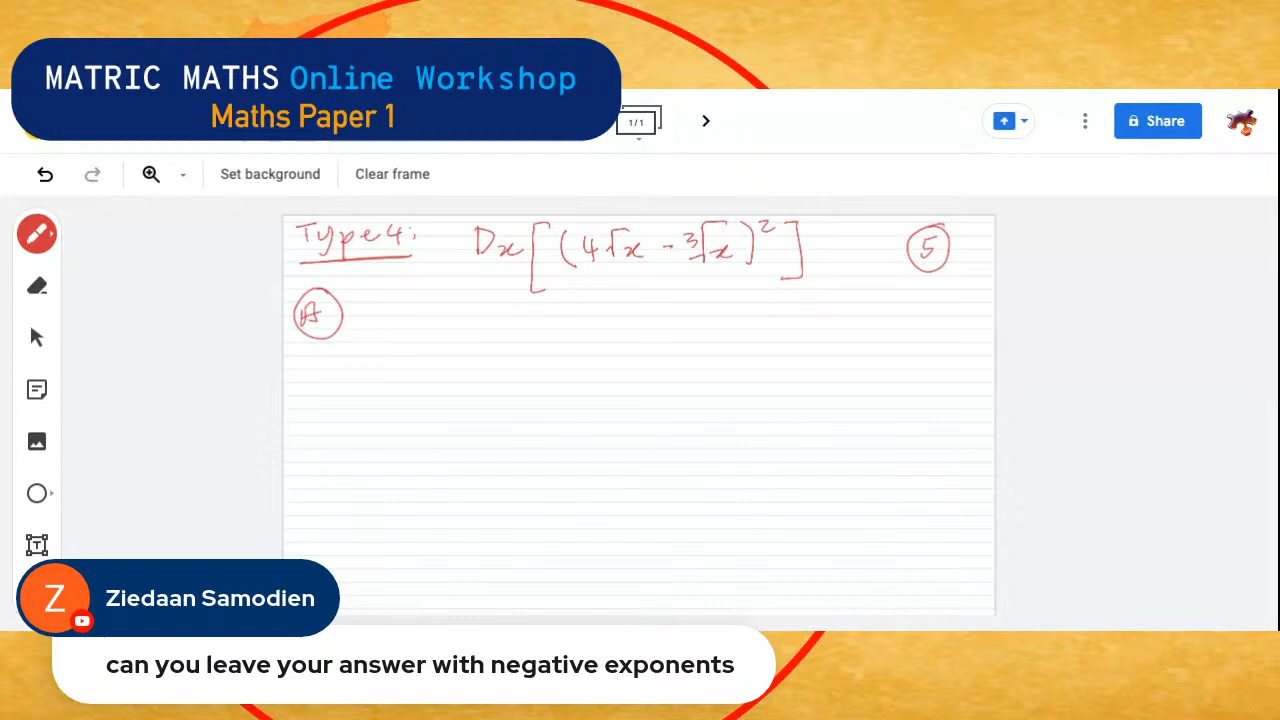 MATRIC MATHS Online Workshop
Maths Paper 1
1/1
Share
Set background
Clear frame
Type 4: Dx[(4√x - ∛x)²] 5
A
T
Z
Ziedaan Samodien
can you leave your answer with negative exponents